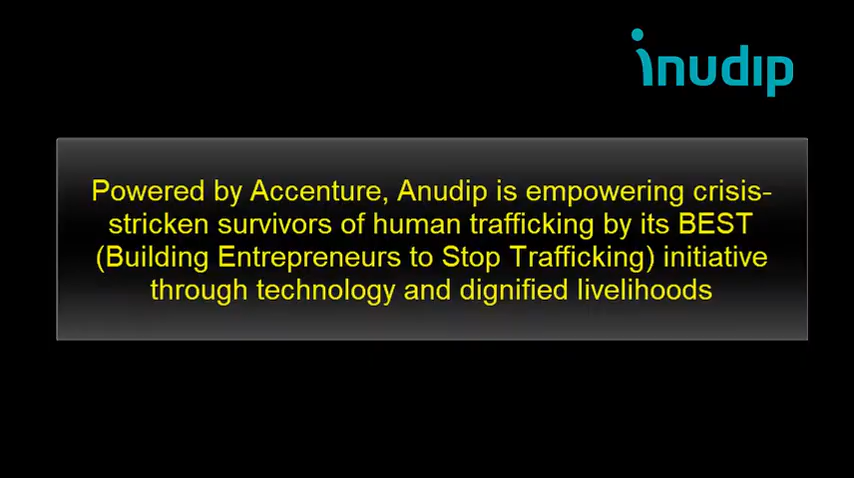 anudip
Powered by Accenture, Anudip is empowering crisis-
stricken survivors of human trafficking by its BEST
(Building Entrepreneurs to Stop Trafficking) initiative
through technology and dignified livelihoods